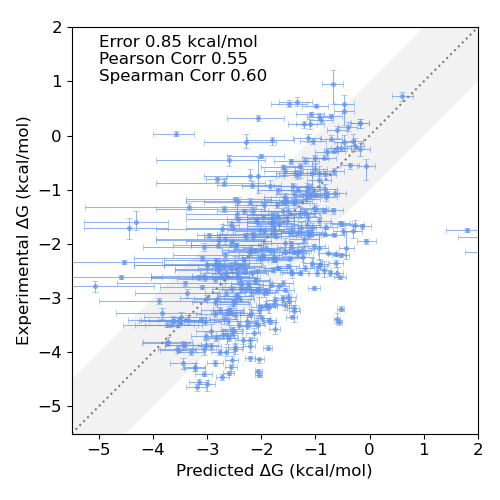 Error 0.85 kcal/mol
Pearson Corr 0.55
Spearman Corr 0.60
2
1
0
−1
−2
−3
−4
−5
Experimental ΔG (kcal/mol)
−5 −4 −3 −2 −1 0 1 2
Predicted ΔG (kcal/mol)